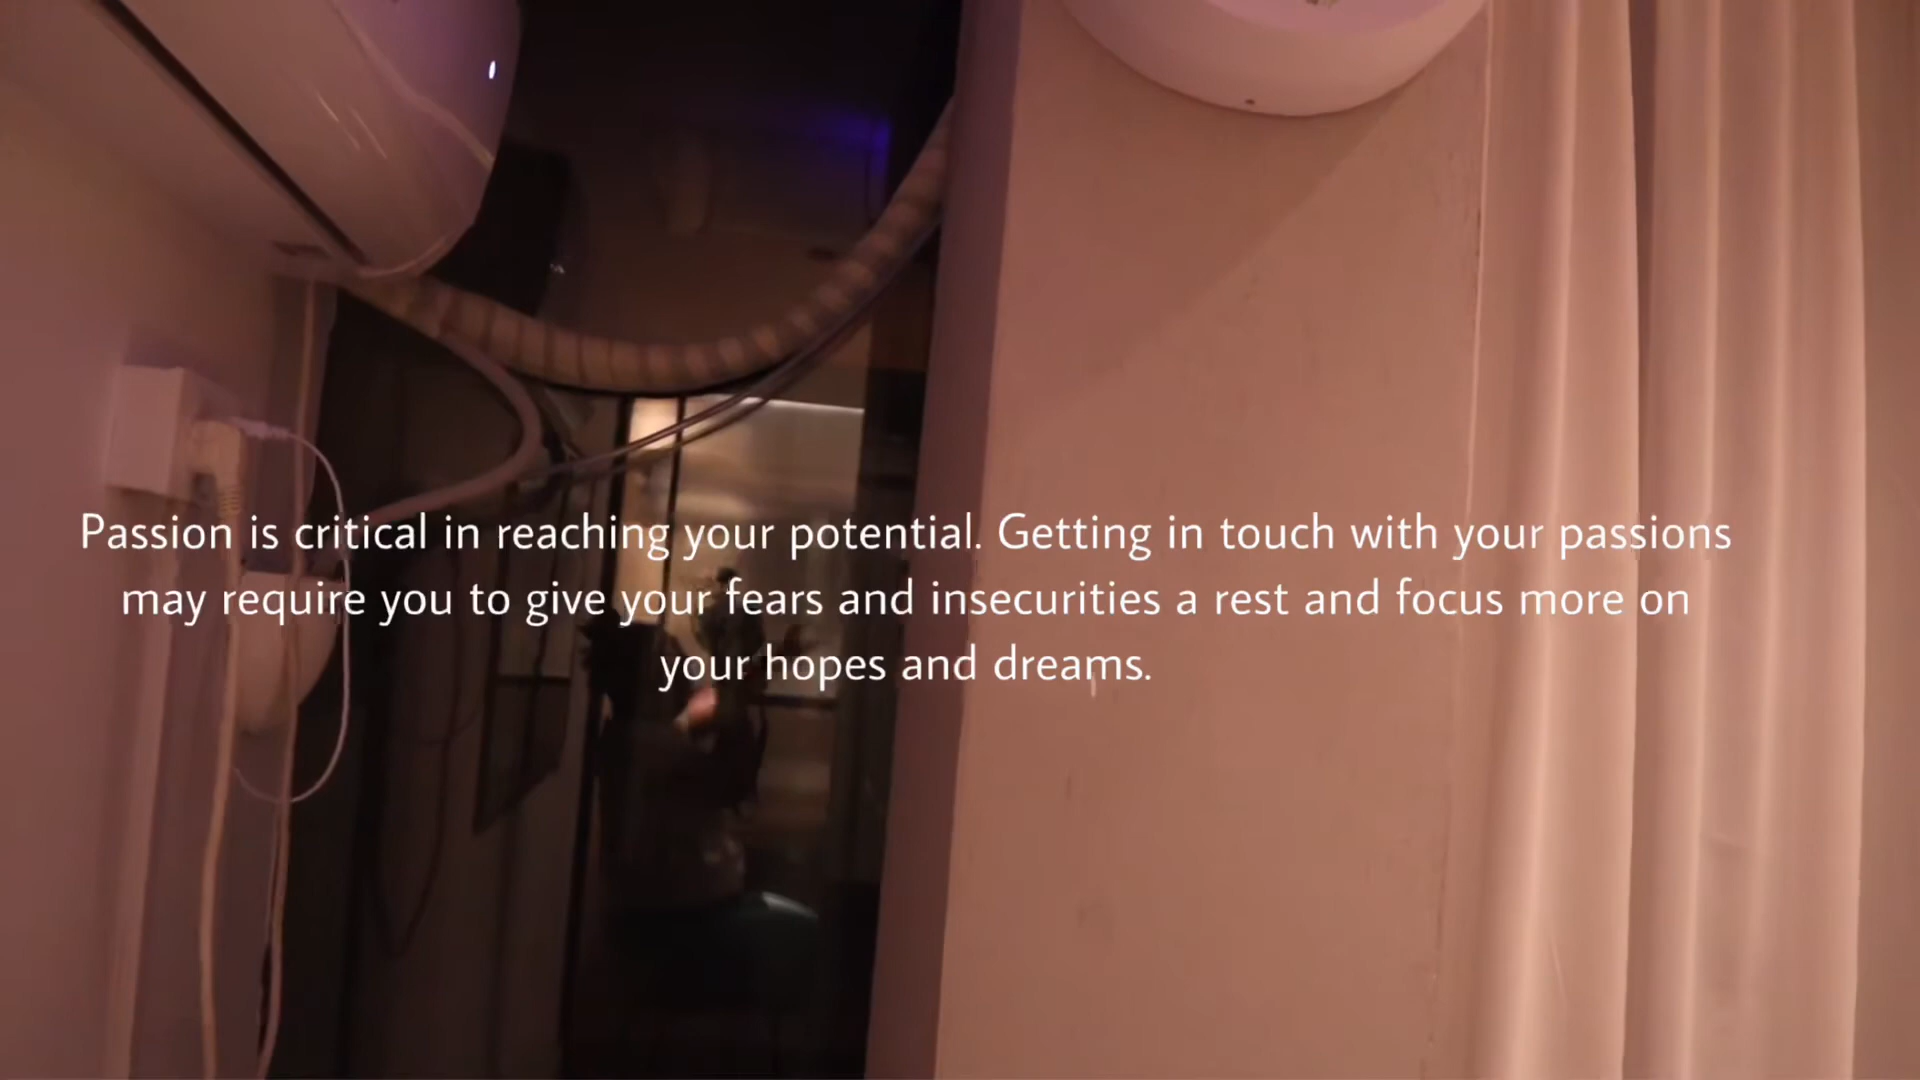 Passion is critical in reaching your potential. Getting in touch with your passions
may require you to give your fears and insecurities a rest and focus more on
your hopes and dreams.